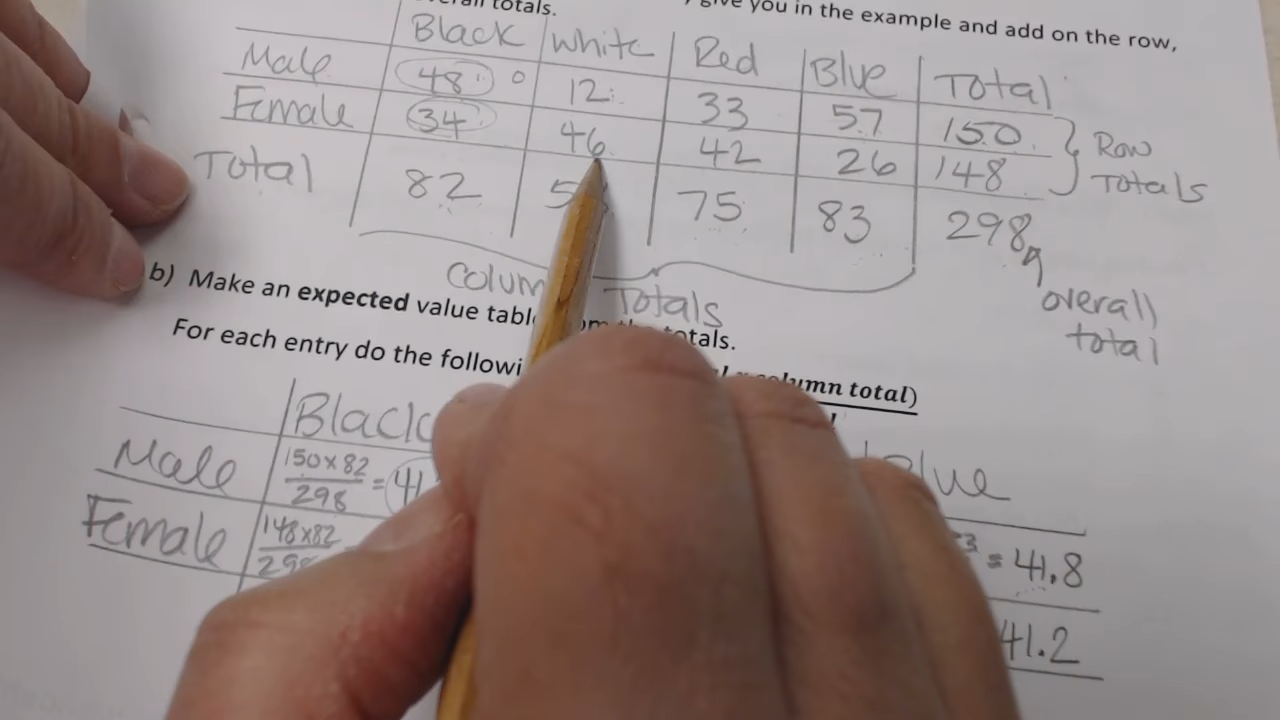 totals.
give you in the example and add on the row,
Black White Red Blue Total
Male 48 12 33 57 150
Female 34 46 42 26 148
Row Totals
Total 82 75 83 298
Totals
overall total
b) Make an expected value totals.
For each entry do the
column total)
Black
Male 150×82 / 298 = 41 = 41.8
Female 148×82 41.2